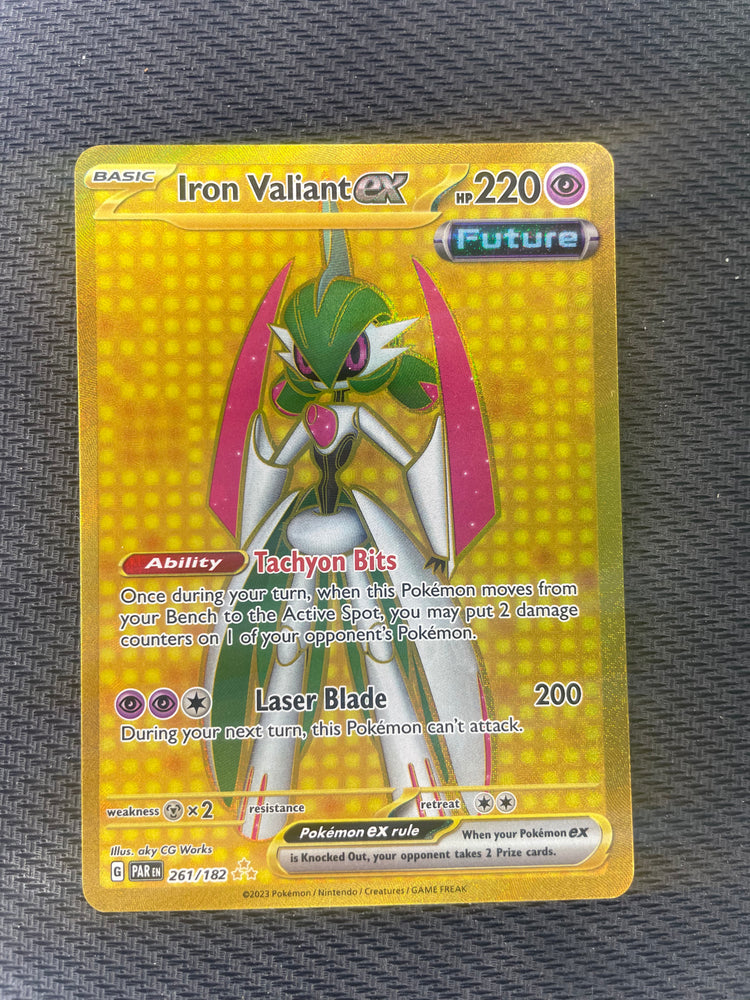 BASIC Iron Valiant ex HP 220
Future
Ability Tachyon Bits
Once during your turn, when this Pokémon moves from
your Bench to the Active Spot, you may put 2 damage
counters on 1 of your opponent's Pokémon.
Laser Blade 200
During your next turn, this Pokémon can't attack.
weakness ×2 resistance retreat
Pokémon ex rule When your Pokémon ex
is Knocked Out, your opponent takes 2 Prize cards.
Illus. aky CG Works
G PAR EN 261/182
©2023 Pokémon / Nintendo / Creatures / GAME FREAK